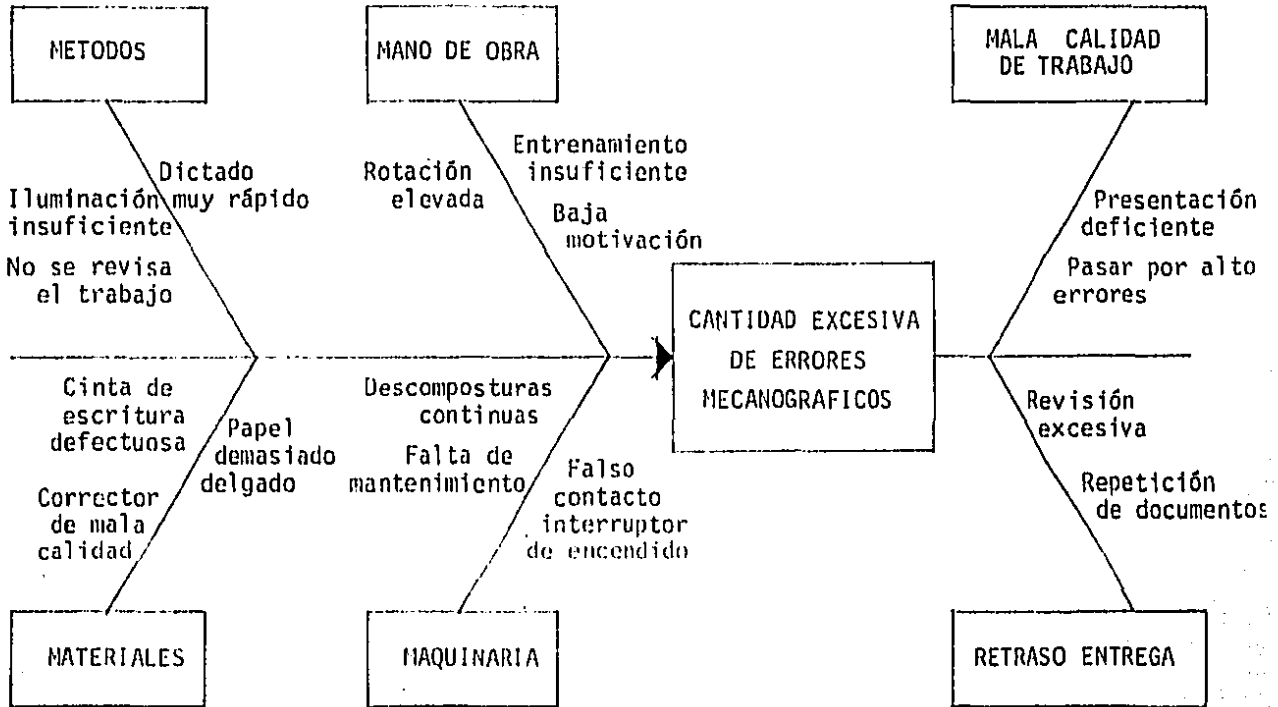 METODOS
MANO DE OBRA
MALA CALIDAD
DE TRABAJO
Dictado
muy rápido
Iluminación
insuficiente
No se revisa
el trabajo
Rotación
elevada
Entrenamiento
insuficiente
Baja
motivación
Presentación
deficiente
Pasar por alto
errores
CANTIDAD EXCESIVA
DE ERRORES
MECANOGRAFICOS
Cinta de
escritura
defectuosa
Papel
demasiado
delgado
Corrector
de mala
calidad
Descomposturas
continuas
Falta de
mantenimiento
Falso
contacto
interruptor
de encendido
Revisión
excesiva
Repetición
de documentos
MATERIALES
MAQUINARIA
RETRASO ENTREGA